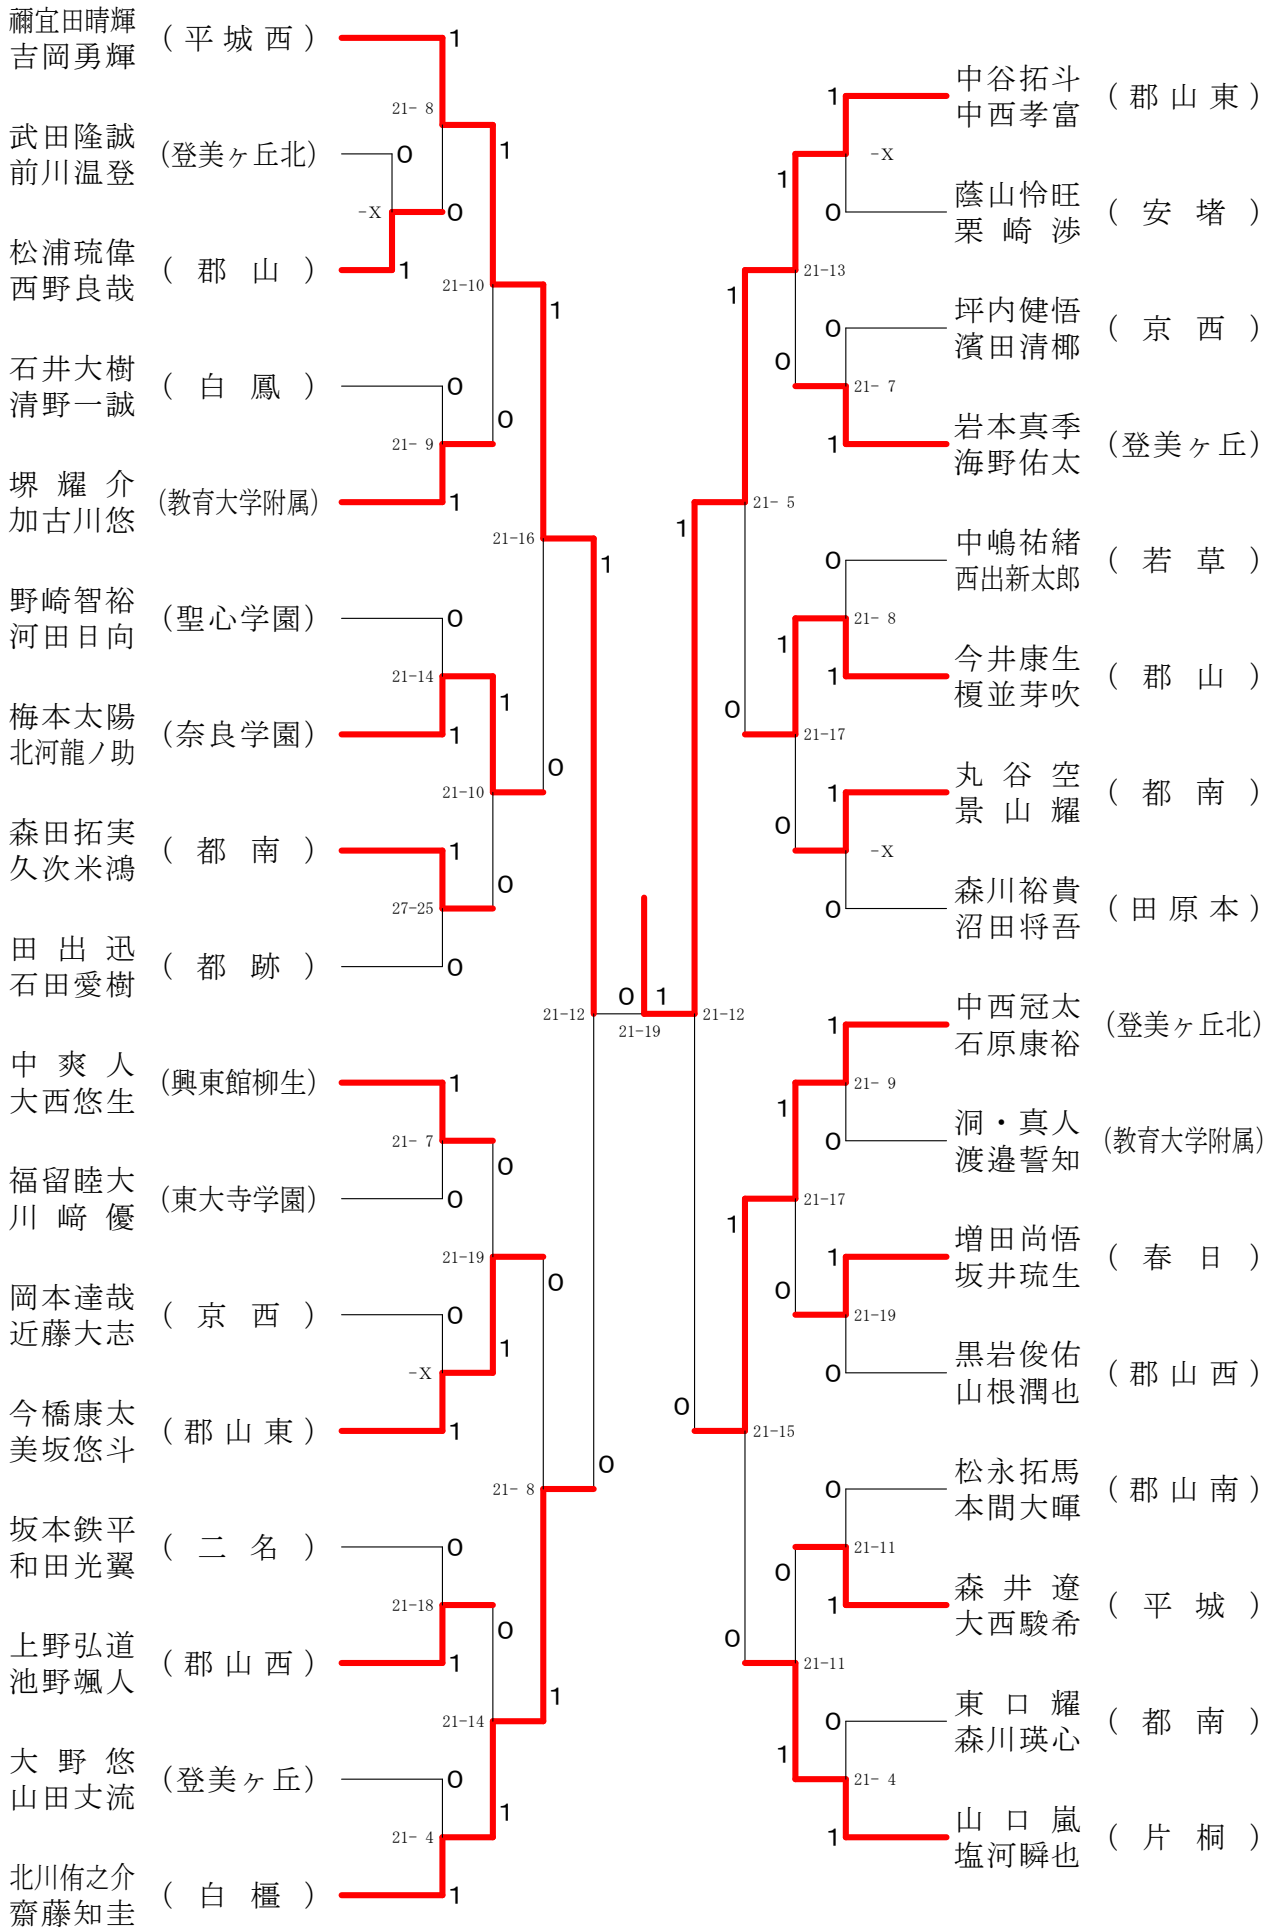 禰宜田晴輝
吉岡勇輝
(平城西)
1
21- 8
武田隆誠
前川温登
(登美ヶ丘北)
0
1
-X
0
松浦琉偉
西野良哉
(郡山)
1
21-10
1
石井大樹
清野一誠
(白鳳)
0
0
21- 9
堺耀介
加古川悠
(教育大学附属)
1
21-16
1
野崎智裕
河田日向
(聖心学園)
0
21-14
1
梅本太陽
北河龍ノ助
(奈良学園)
1
0
21-10
森田拓実
久次米鴻
(都南)
1
0
27-25
田出迅
石田愛樹
(都跡)
0
21-12
0
1
21-19
21-12
中爽人
大西悠生
(興東館柳生)
1
21- 7
0
福留睦大
川﨑優
(東大寺学園)
0
21-19
0
岡本達哉
近藤大志
(京西)
0
1
-X
今橋康太
美坂悠斗
(郡山東)
1
0
21- 8
坂本鉄平
和田光翼
(二名)
0
21-18
0
上野弘道
池野颯人
(郡山西)
1
1
21-14
大野悠
山田丈流
(登美ヶ丘)
0
1
21- 4
北川侑之介
齋藤知圭
(白橿)
1
中谷拓斗
中西孝富
(郡山東)
1
-X
1
蔭山怜旺
栗崎渉
(安堵)
0
21-13
1
坪内健悟
濱田清梛
(京西)
0
0
21- 7
岩本真季
海野佑太
(登美ヶ丘)
1
21- 5
1
中嶋祐緒
西出新太郎
(若草)
0
21- 8
1
今井康生
榎並芽吹
(郡山)
1
0
21-17
丸谷空
景山耀
(都南)
1
0
-X
森川裕貴
沼田将吾
(田原本)
0
中西冠太
石原康裕
(登美ヶ丘北)
1
21- 9
1
洞・真人
渡邉誓知
(教育大学附属)
0
21-17
1
増田尚悟
坂井琉生
(春日)
1
0
21-19
黒岩俊佑
山根潤也
(郡山西)
0
0
21-15
松永拓馬
本間大暉
(郡山南)
0
21-11
0
森井遼
大西駿希
(平城)
1
0
21-11
東口耀
森川瑛心
(都南)
0
1
21- 4
山口嵐
塩河瞬也
(片桐)
1